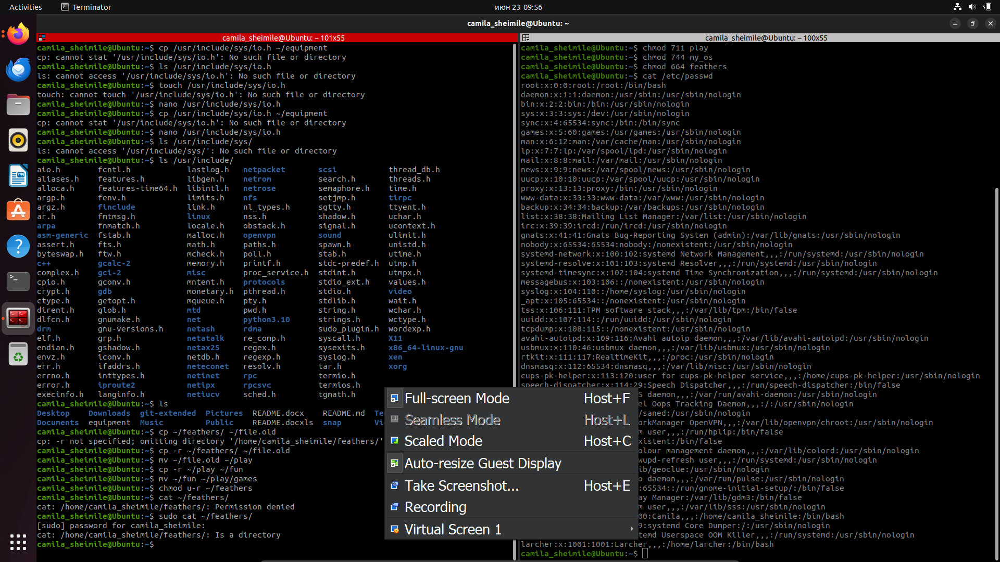 Activities
Terminator
июн 23 09:56
camila_sheimile@Ubuntu: ~
camila_sheimile@Ubuntu: ~ 101x55
camila_sheimile@Ubuntu:~$ cp /usr/include/sys/io.h ~/equipment
cp: cannot stat '/usr/include/sys/io.h': No such file or directory
camila_sheimile@Ubuntu:~$ ls /usr/include/sys/io.h
ls: cannot access '/usr/include/sys/io.h': No such file or directory
camila_sheimile@Ubuntu:~$ touch /usr/include/sys/io.h
touch: cannot touch '/usr/include/sys/io.h': No such file or directory
camila_sheimile@Ubuntu:~$ nano /usr/include/sys/io.h
camila_sheimile@Ubuntu:~$ cp /usr/include/sys/io.h ~/equipment
cp: cannot stat '/usr/include/sys/io.h': No such file or directory
camila_sheimile@Ubuntu:~$ nano /usr/include/sys/io.h
camila_sheimile@Ubuntu:~$ ls /usr/include/sys/
ls: cannot access '/usr/include/sys/': No such file or directory
camila_sheimile@Ubuntu:~$ ls /usr/include/
aio.h fcntl.h lastlog.h netpacket scsi thread_db.h
aliases.h features.h libgen.h netrom search.h threads.h
alloca.h features-time64.h libintl.h netrose semaphore.h time.h
argp.h fenv.h limits.h nfs setjmp.h tirpc
argz.h finclude link.h nl_types.h sgtty.h ttyent.h
ar.h fmtmsg.h linux nss.h shadow.h uchar.h
arpa fnmatch.h locale.h obstack.h signal.h ucontext.h
asm-generic fstab.h malloc.h openvpn sound ulimit.h
assert.h fts.h math.h paths.h spawn.h unistd.h
byteswap.h ftw.h mcheck.h poll.h stab.h utime.h
c++ gcalc-2 memory.h printf.h stdc-predef.h utmp.h
complex.h gci-2 misc proc_service.h stdint.h utmpx.h
cpio.h gconv.h mntent.h protocols stdio_ext.h values.h
crypt.h gdb monetary.h pthread.h stdio.h video
ctype.h getopt.h mqueue.h pty.h stdlib.h wait.h
dirent.h glob.h mtd pwd.h string.h wchar.h
dlfcn.h gnumake.h net python3.10 strings.h wctype.h
drm gnu-versions.h netash rdma sudo_plugin.h wordexp.h
elf.h grp.h netatalk re_comp.h syscall.h X11
endian.h gshadow.h netax25 regex.h sysexits.h x86_64-linux-gnu
envz.h iconv.h netdb.h regexp.h syslog.h xen
err.h ifaddrs.h neteconet resolv.h tar.h xorg
errno.h inttypes.h netinet rpc termio.h
error.h iproute2 netipx rpcsvc termios.h
execinfo.h langinfo.h netiucv sched.h tgmath.h
camila_sheimile@Ubuntu:~$ ls
Desktop Downloads git-extended Pictures README.docx README.md Te
Documents equipment Music Public README.docxls snap Vi
camila_sheimile@Ubuntu:~$ cp ~/feathers/ ~/file.old
cp: -r not specified; omitting directory '/home/camila_sheimile/feathers/'
camila_sheimile@Ubuntu:~$ cp -r ~/feathers/ ~/file.old
camila_sheimile@Ubuntu:~$ mv ~/file.old ~/play
camila_sheimile@Ubuntu:~$ cp -r ~/play ~/fun
camila_sheimile@Ubuntu:~$ mv ~/fun ~/play/games
camila_sheimile@Ubuntu:~$ chmod u-r ~/feathers
camila_sheimile@Ubuntu:~$ cat ~/feathers/
cat: /home/camila_sheimile/feathers/: Permission denied
camila_sheimile@Ubuntu:~$ sudo cat ~/feathers/
[sudo] password for camila_sheimile:
cat: /home/camila_sheimile/feathers/: Is a directory
camila_sheimile@Ubuntu:~$
camila_sheimile@Ubuntu: ~ 100x55
camila_sheimile@Ubuntu:~$ chmod 711 play
camila_sheimile@Ubuntu:~$ chmod 744 my_os
camila_sheimile@Ubuntu:~$ chmod 664 feathers
camila_sheimile@Ubuntu:~$ cat /etc/passwd
root:x:0:0:root:/root:/bin/bash
daemon:x:1:1:daemon:/usr/sbin:/usr/sbin/nologin
bin:x:2:2:bin:/bin:/usr/sbin/nologin
sys:x:3:3:sys:/dev:/usr/sbin/nologin
sync:x:4:65534:sync:/bin:/bin/sync
games:x:5:60:games:/usr/games:/usr/sbin/nologin
man:x:6:12:man:/var/cache/man:/usr/sbin/nologin
lp:x:7:7:lp:/var/spool/lpd:/usr/sbin/nologin
mail:x:8:8:mail:/var/mail:/usr/sbin/nologin
news:x:9:9:news:/var/spool/news:/usr/sbin/nologin
uucp:x:10:10:uucp:/var/spool/uucp:/usr/sbin/nologin
proxy:x:13:13:proxy:/bin:/usr/sbin/nologin
www-data:x:33:33:www-data:/var/www:/usr/sbin/nologin
backup:x:34:34:backup:/var/backups:/usr/sbin/nologin
list:x:38:38:Mailing List Manager:/var/list:/usr/sbin/nologin
irc:x:39:39:ircd:/run/ircd:/usr/sbin/nologin
gnats:x:41:41:Gnats Bug-Reporting System (admin):/var/lib/gnats:/usr/sbin/nologin
nobody:x:65534:65534:nobody:/nonexistent:/usr/sbin/nologin
systemd-network:x:100:102:systemd Network Management,,,:/run/systemd:/usr/sbin/nologin
systemd-resolve:x:101:103:systemd Resolver,,,:/run/systemd:/usr/sbin/nologin
systemd-timesync:x:102:104:systemd Time Synchronization,,,:/run/systemd:/usr/sbin/nologin
messagebus:x:103:106::/nonexistent:/usr/sbin/nologin
syslog:x:104:110::/home/syslog:/usr/sbin/nologin
_apt:x:105:65534::/nonexistent:/usr/sbin/nologin
tss:x:106:111:TPM software stack,,,:/var/lib/tpm:/bin/false
uuidd:x:107:114::/run/uuidd:/usr/sbin/nologin
tcpdump:x:108:115::/nonexistent:/usr/sbin/nologin
avahi-autoipd:x:109:116:Avahi autoip daemon,,,:/var/lib/avahi-autoipd:/usr/sbin/nologin
usbmux:x:110:46:usbmux daemon,,,:/var/lib/usbmux:/usr/sbin/nologin
rtkit:x:111:117:RealtimeKit,,,:/proc:/usr/sbin/nologin
dnsmasq:x:112:65534:dnsmasq,,,:/var/lib/misc:/usr/sbin/nologin
cups-pk-helper:x:113:120:user for cups-pk-helper service,,,:/home/cups-pk-helper:/usr/sbin/nologin
speech-dispatcher:x:114:29:Speech Dispatcher,,,:/run/speech-dispatcher:/bin/false
S daemon,,,:/run/avahi-daemon:/usr/sbin/nologin
el Oops Tracking Daemon,,,:/:/usr/sbin/nologin
/saned:/usr/sbin/nologin
orkManager OpenVPN,,,:/var/lib/openvpn/chroot:/usr/sbin/nologin
m user,,,:/run/hplip:/bin/false
xistent:/bin/false
olour management daemon,,,:/var/lib/colord:/usr/sbin/nologin
wupd-refresh user,,,:/run/systemd:/usr/sbin/nologin
ib/geoclue:/usr/sbin/nologin
o daemon,,,:/var/run/pulse:/usr/sbin/nologin
:65534::/run/gnome-initial-setup/:/bin/false
ay Manager:/var/lib/gdm3:/bin/false
m user,,,:/var/lib/sss:/usr/sbin/nologin
00:Camila,,,:/home/camila_sheimile:/bin/bash
9:systemd Core Dumper:/:/usr/sbin/nologin
temd Userspace OOM Killer,,,:/run/systemd:/usr/sbin/nologin
larcher:x:1001:1001:Larcher,,,:/home/larcher:/bin/bash
camila_sheimile@Ubuntu:~$
Full-screen Mode Host+F
Seamless Mode Host+L
Scaled Mode Host+C
Auto-resize Guest Display
Take Screenshot... Host+E
Recording
Virtual Screen 1